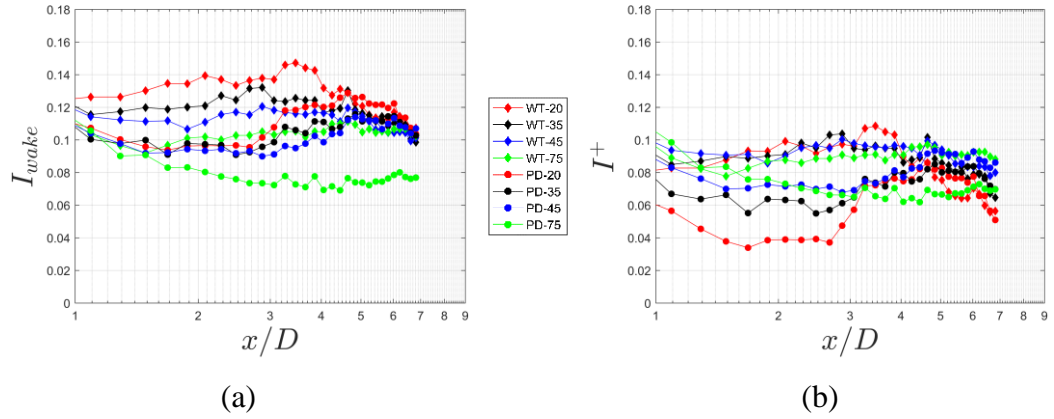 0.18
0.16
0.14
0.12
0.1
0.08
0.06
0.04
0.02
0
I_wake
1 2 3 4 5 6 7 8 9
x/D
(a)
WT-20
WT-35
WT-45
WT-75
PD-20
PD-35
PD-45
PD-75
0.18
0.16
0.14
0.12
0.1
0.08
0.06
0.04
0.02
0
I+
1 2 3 4 5 6 7 8 9
x/D
(b)